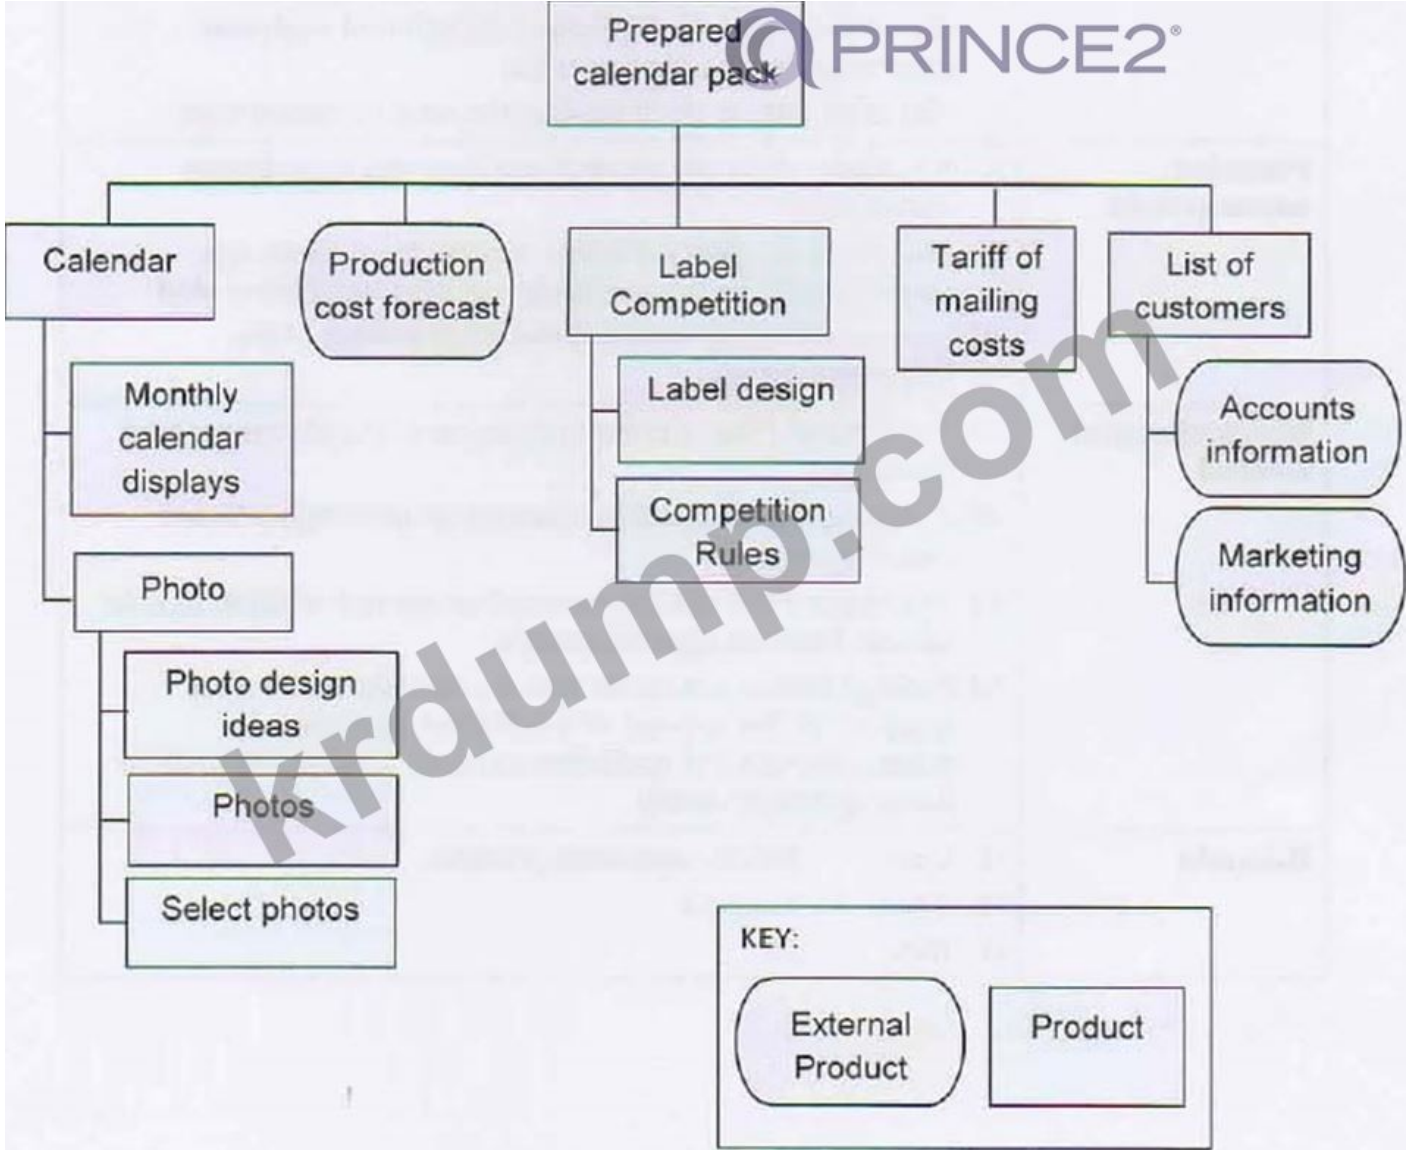 Prepared
calendar pack
PRINCE2®
Calendar
Production
cost forecast
Label
Competition
Tariff of
mailing
costs
List of
customers
Monthly
calendar
displays
Label design
Accounts
information
Competition
Rules
Photo
Marketing
information
Photo design
ideas
Photos
Select photos
krdump.com
KEY:
External
Product
Product